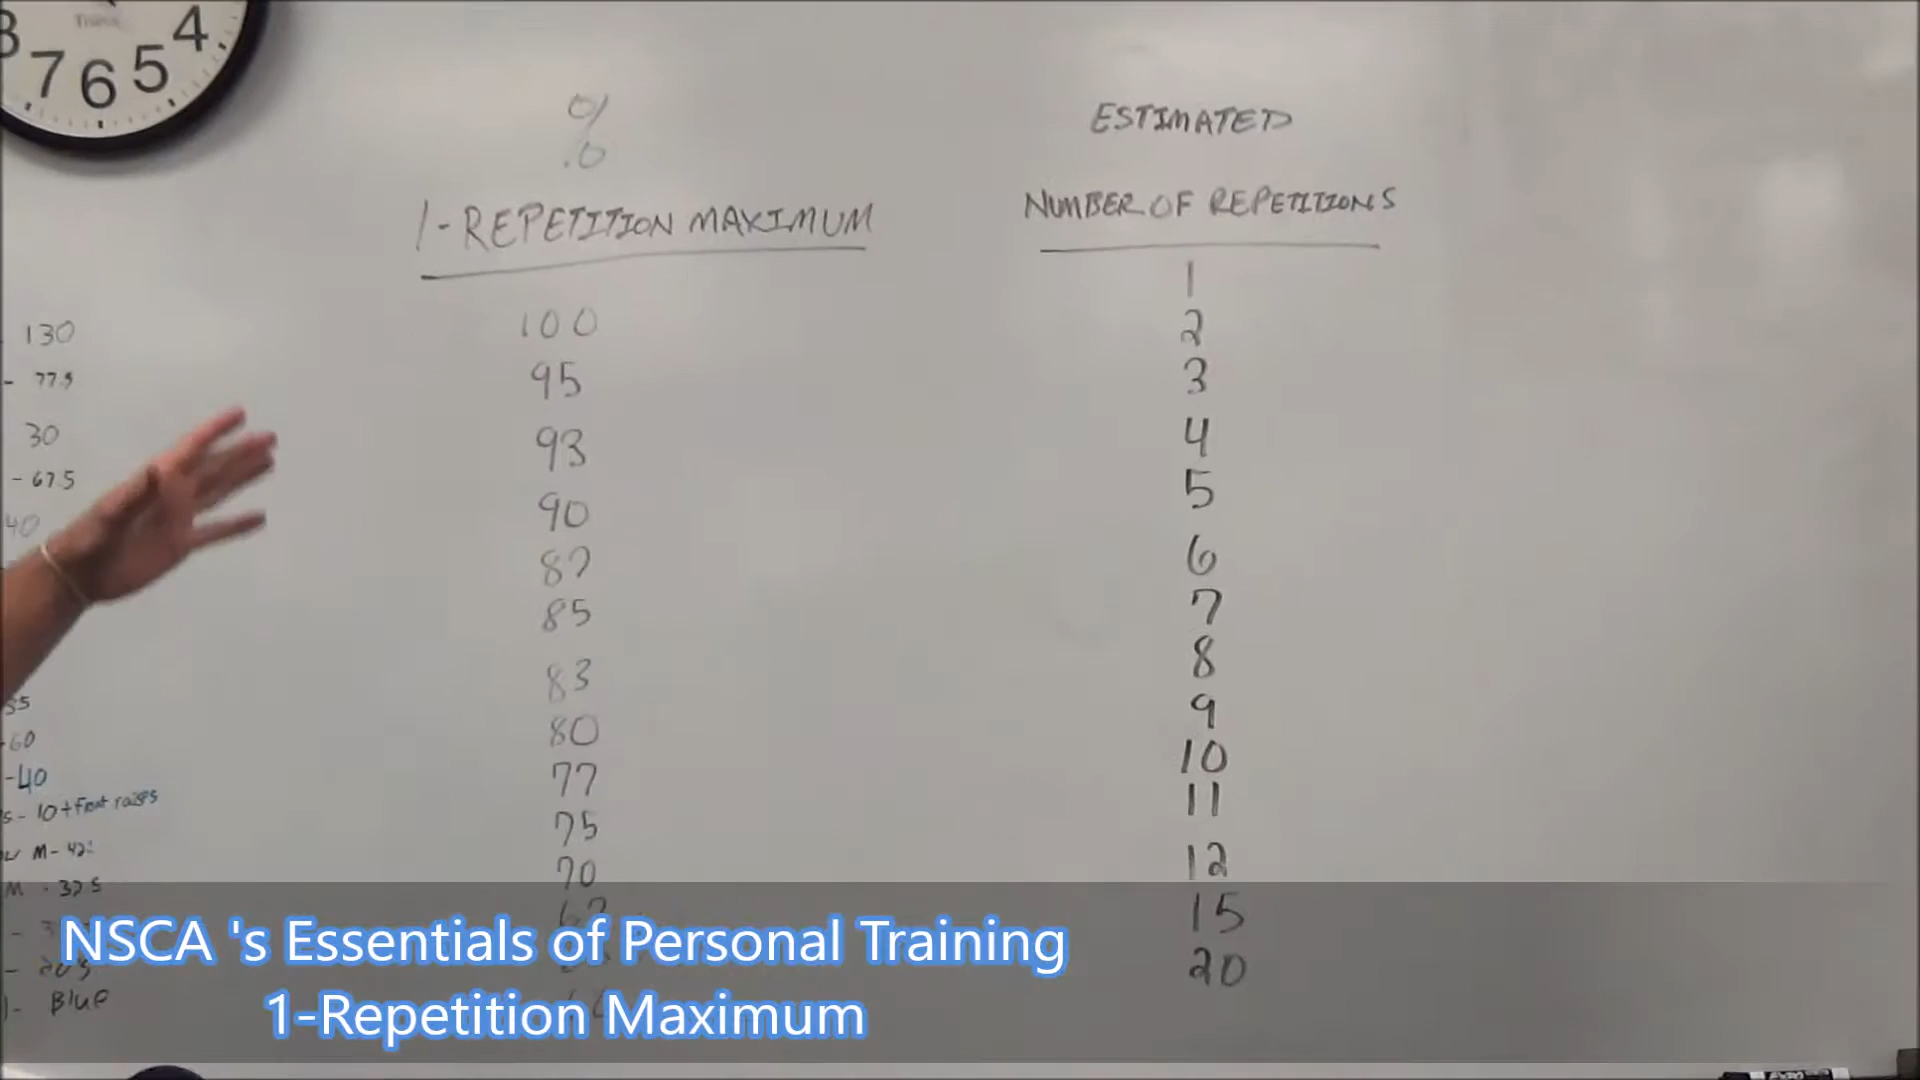 8 7 6 5 4
%
1-REPETITION MAXIMUM
100
95
93
90
87
85
83
80
77
75
70
67
ESTIMATED
NUMBER OF REPETITIONS
1
2
3
4
5
6
7
8
9
10
11
12
15
20
130
- 77.5
30
- 67.5
40
-60
-40
s - 10 + front raises
M - 42
M - 32.5
- 20's
- Blue
NSCA 's Essentials of Personal Training
1-Repetition Maximum
EXPO